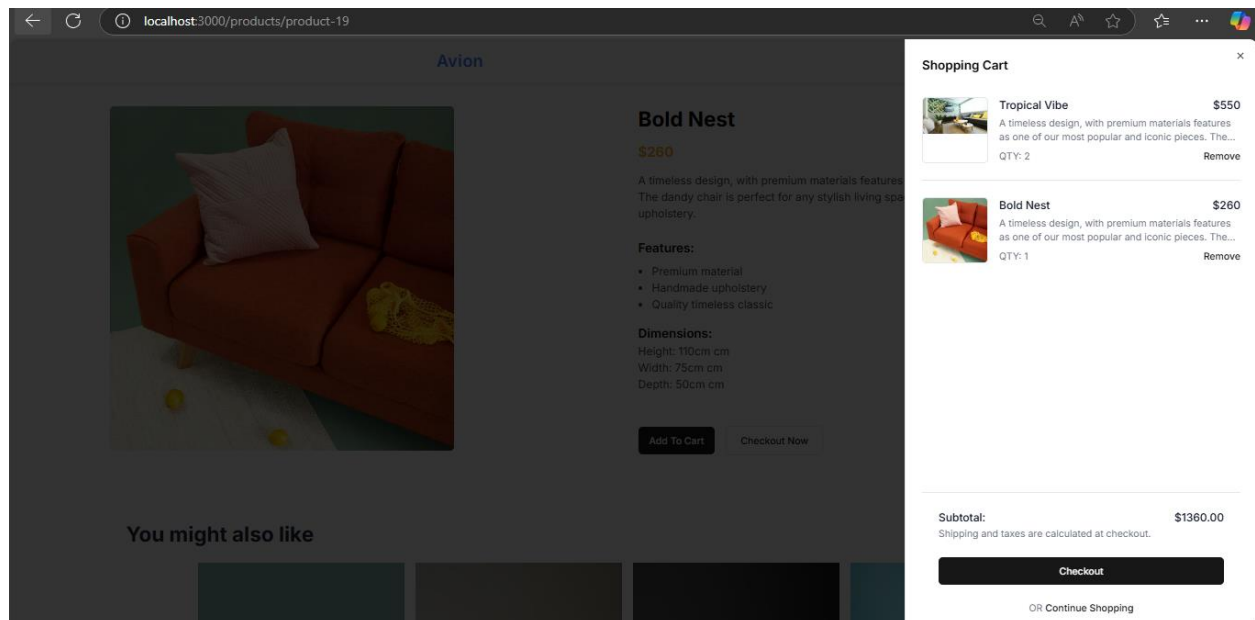 localhost:3000/products/product-19
Avion
Bold Nest
$260
A timeless design, with premium materials features
The dandy chair is perfect for any stylish living spa
upholstery.
Features:
• Premium material
• Handmade upholstery
• Quality timeless classic
Dimensions:
Height: 110cm cm
Width: 75cm cm
Depth: 50cm cm
Add To Cart Checkout Now
You might also like
Shopping Cart ×
Tropical Vibe $550
A timeless design, with premium materials features
as one of our most popular and iconic pieces. The...
QTY: 2 Remove
Bold Nest $260
A timeless design, with premium materials features
as one of our most popular and iconic pieces. The...
QTY: 1 Remove
Subtotal: $1360.00
Shipping and taxes are calculated at checkout.
Checkout
OR Continue Shopping